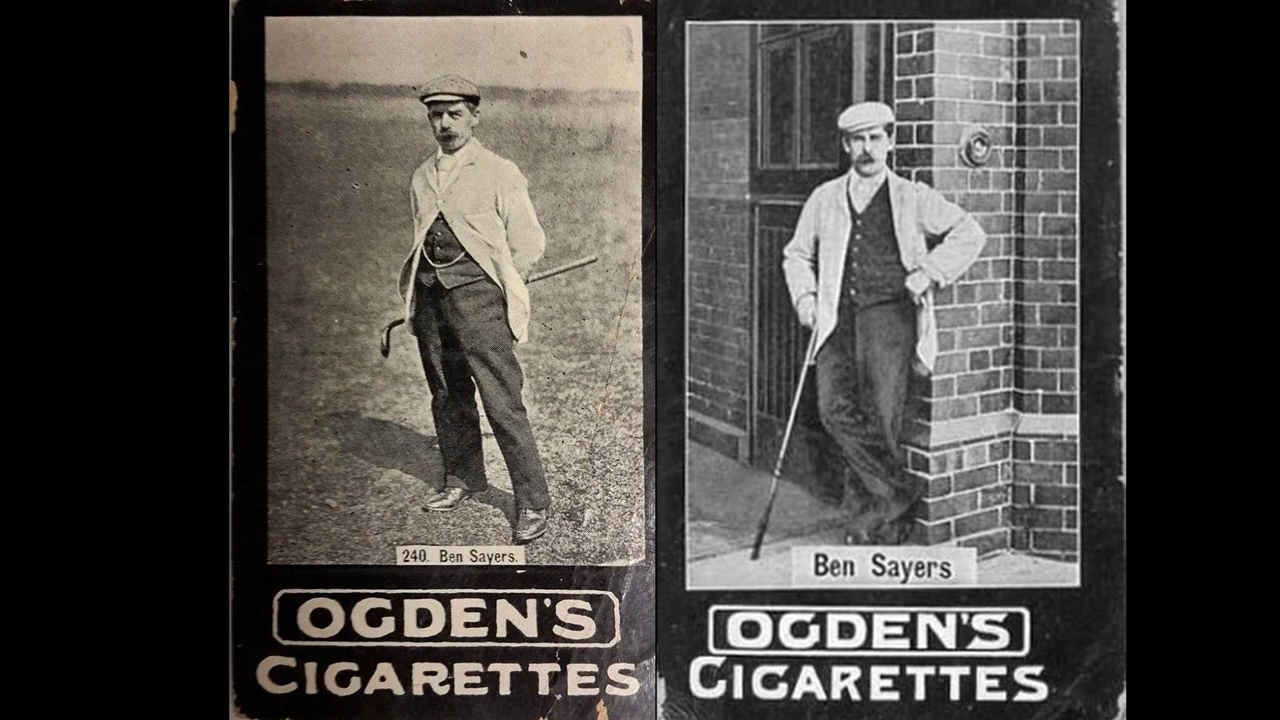 240. Ben Sayers.
OGDEN'S
CIGARETTES
Ben Sayers
OGDEN'S
CIGARETTES